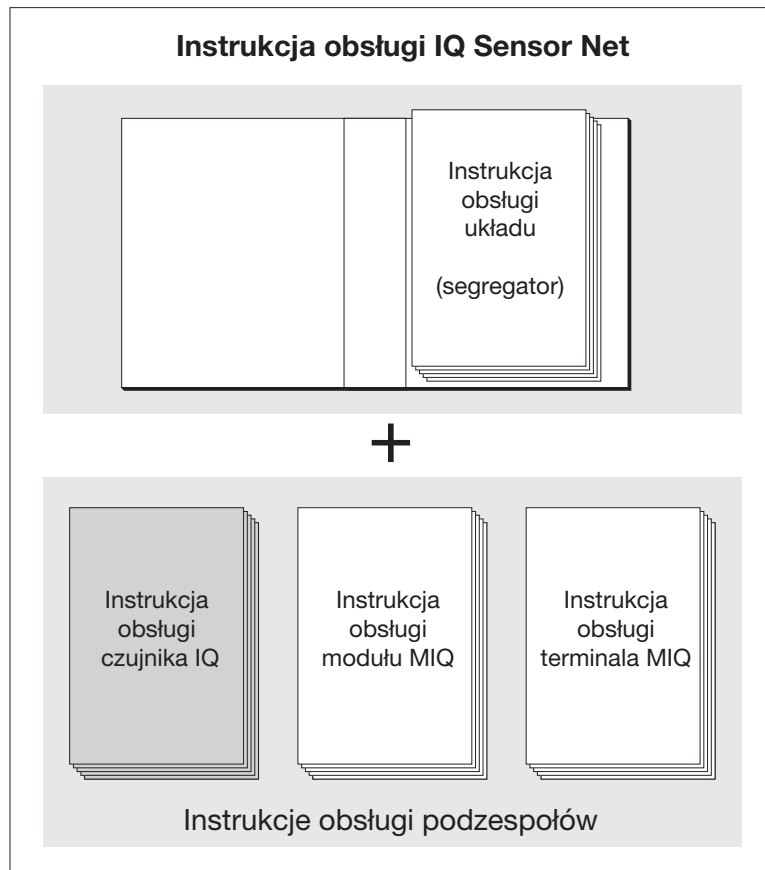 Instrukcja obsługi IQ Sensor Net
Instrukcja
obsługi
układu
(segregator)
+
Instrukcja
obsługi
czujnika IQ
Instrukcja
obsługi
modułu MIQ
Instrukcja
obsługi
terminala MIQ
Instrukcje obsługi podzespołów